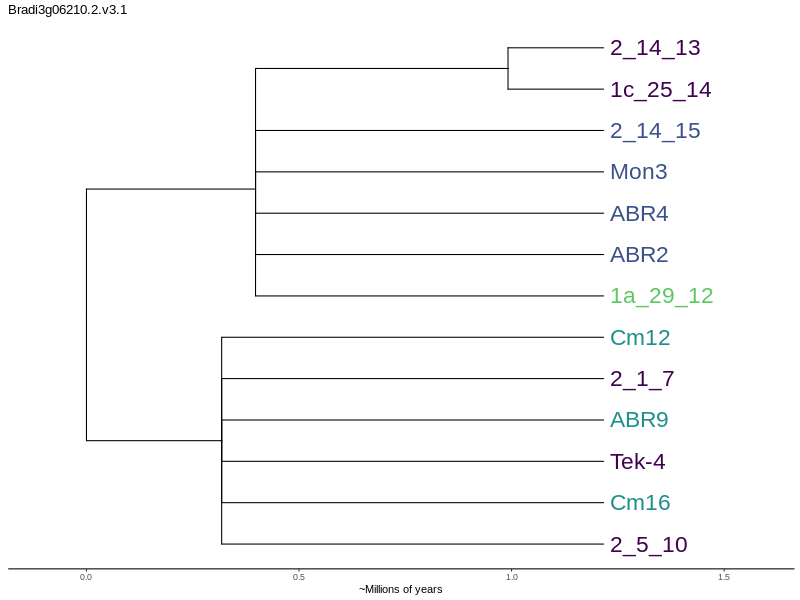 Bradi3g06210.2.v3.1
2_14_13
1c_25_14
2_14_15
Mon3
ABR4
ABR2
1a_29_12
Cm12
2_1_7
ABR9
Tek-4
Cm16
2_5_10
0.0 0.5 1.0 1.5
~Millions of years